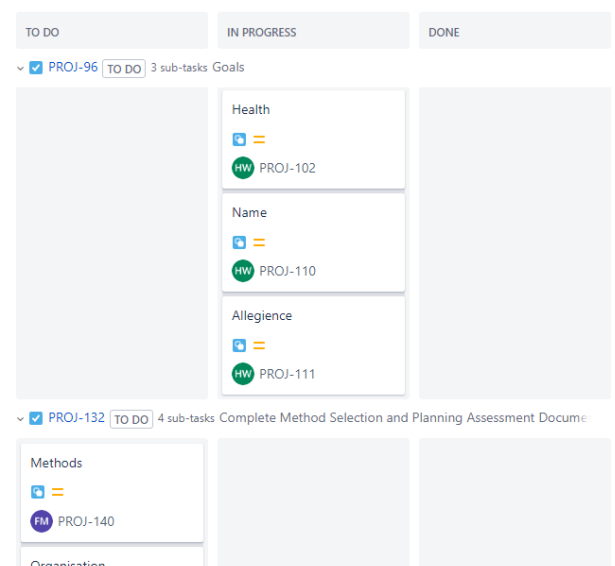 TO DO IN PROGRESS DONE
PROJ-96 TO DO 3 sub-tasks Goals
Health
HW PROJ-102
Name
HW PROJ-110
Allegience
HW PROJ-111
PROJ-132 TO DO 4 sub-tasks Complete Method Selection and Planning Assessment Docume
Methods
FM PROJ-140
Organisation